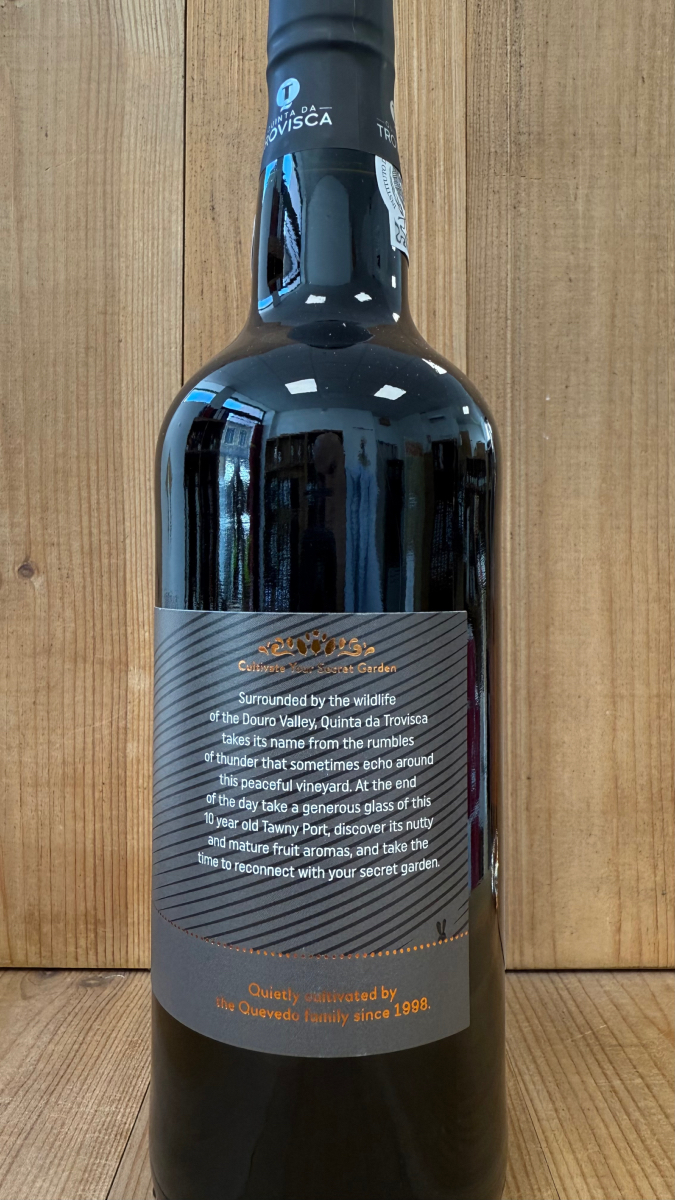 T
QUINTA DA
TROVISCA
TRO
Cultivate Your Secret Garden
Surrounded by the wildlife
of the Douro Valley, Quinta da Trovisca
takes its name from the rumbles
of thunder that sometimes echo around
this peaceful vineyard. At the end
of the day take a generous glass of this
10 year old Tawny Port, discover its nutty
and mature fruit aromas, and take the
time to reconnect with your secret garden.
Quietly cultivated by
the Quevedo family since 1998.